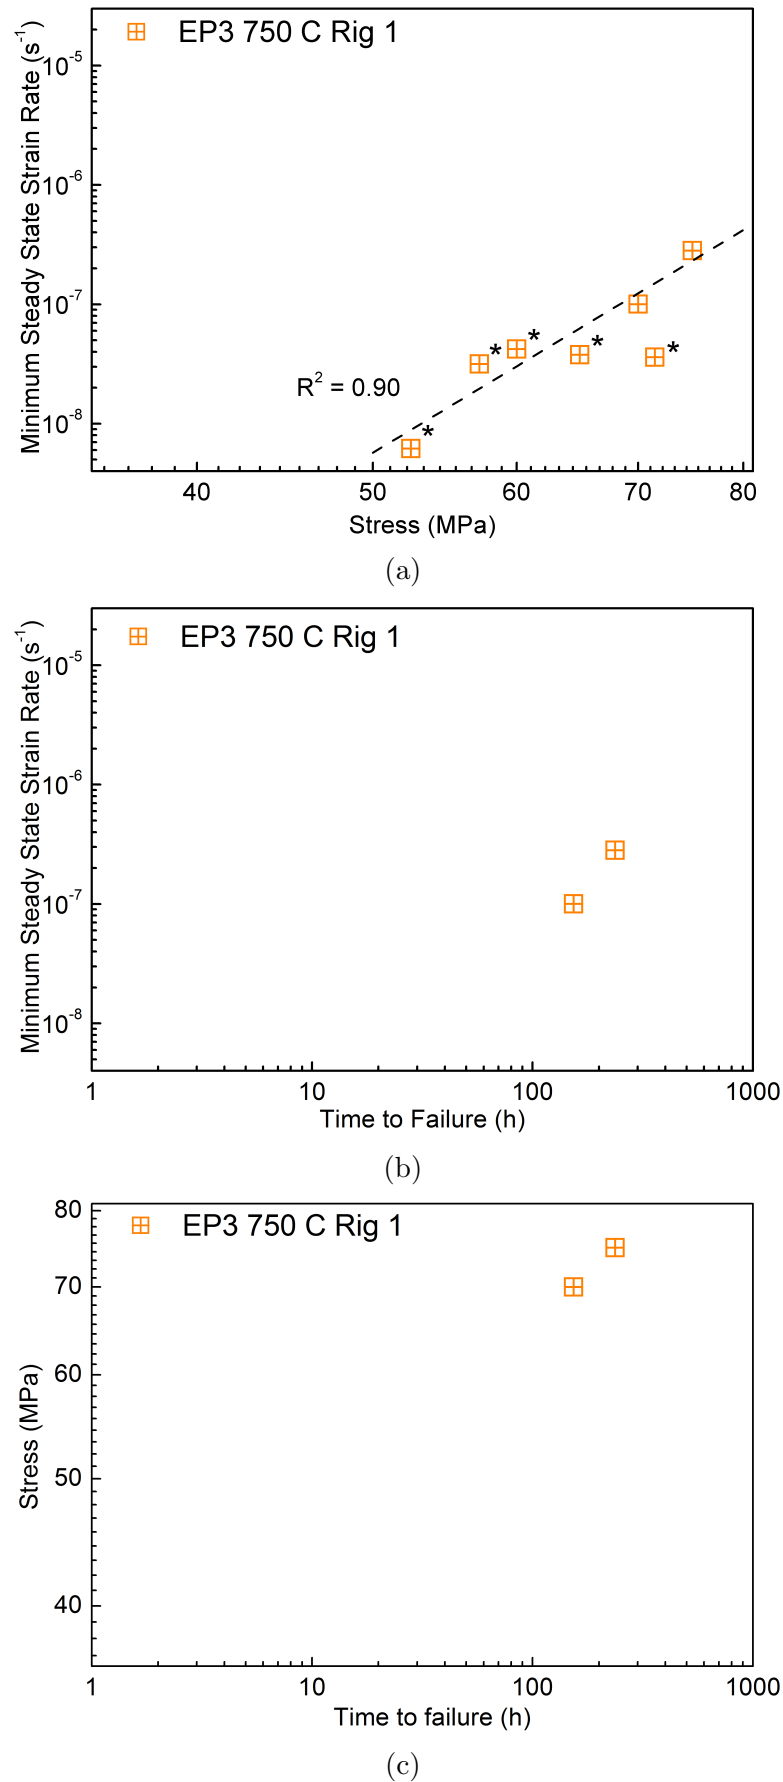 EP3 750 C Rig 1
Minimum Steady State Strain Rate (s⁻¹)
10⁻⁵
10⁻⁶
10⁻⁷
10⁻⁸
*
*
*
*
*
R² = 0.90
40 50 60 70 80
Stress (MPa)
(a)
EP3 750 C Rig 1
Minimum Steady State Strain Rate (s⁻¹)
10⁻⁵
10⁻⁶
10⁻⁷
10⁻⁸
1 10 100 1000
Time to Failure (h)
(b)
EP3 750 C Rig 1
Stress (MPa)
80
70
60
50
40
1 10 100 1000
Time to failure (h)
(c)